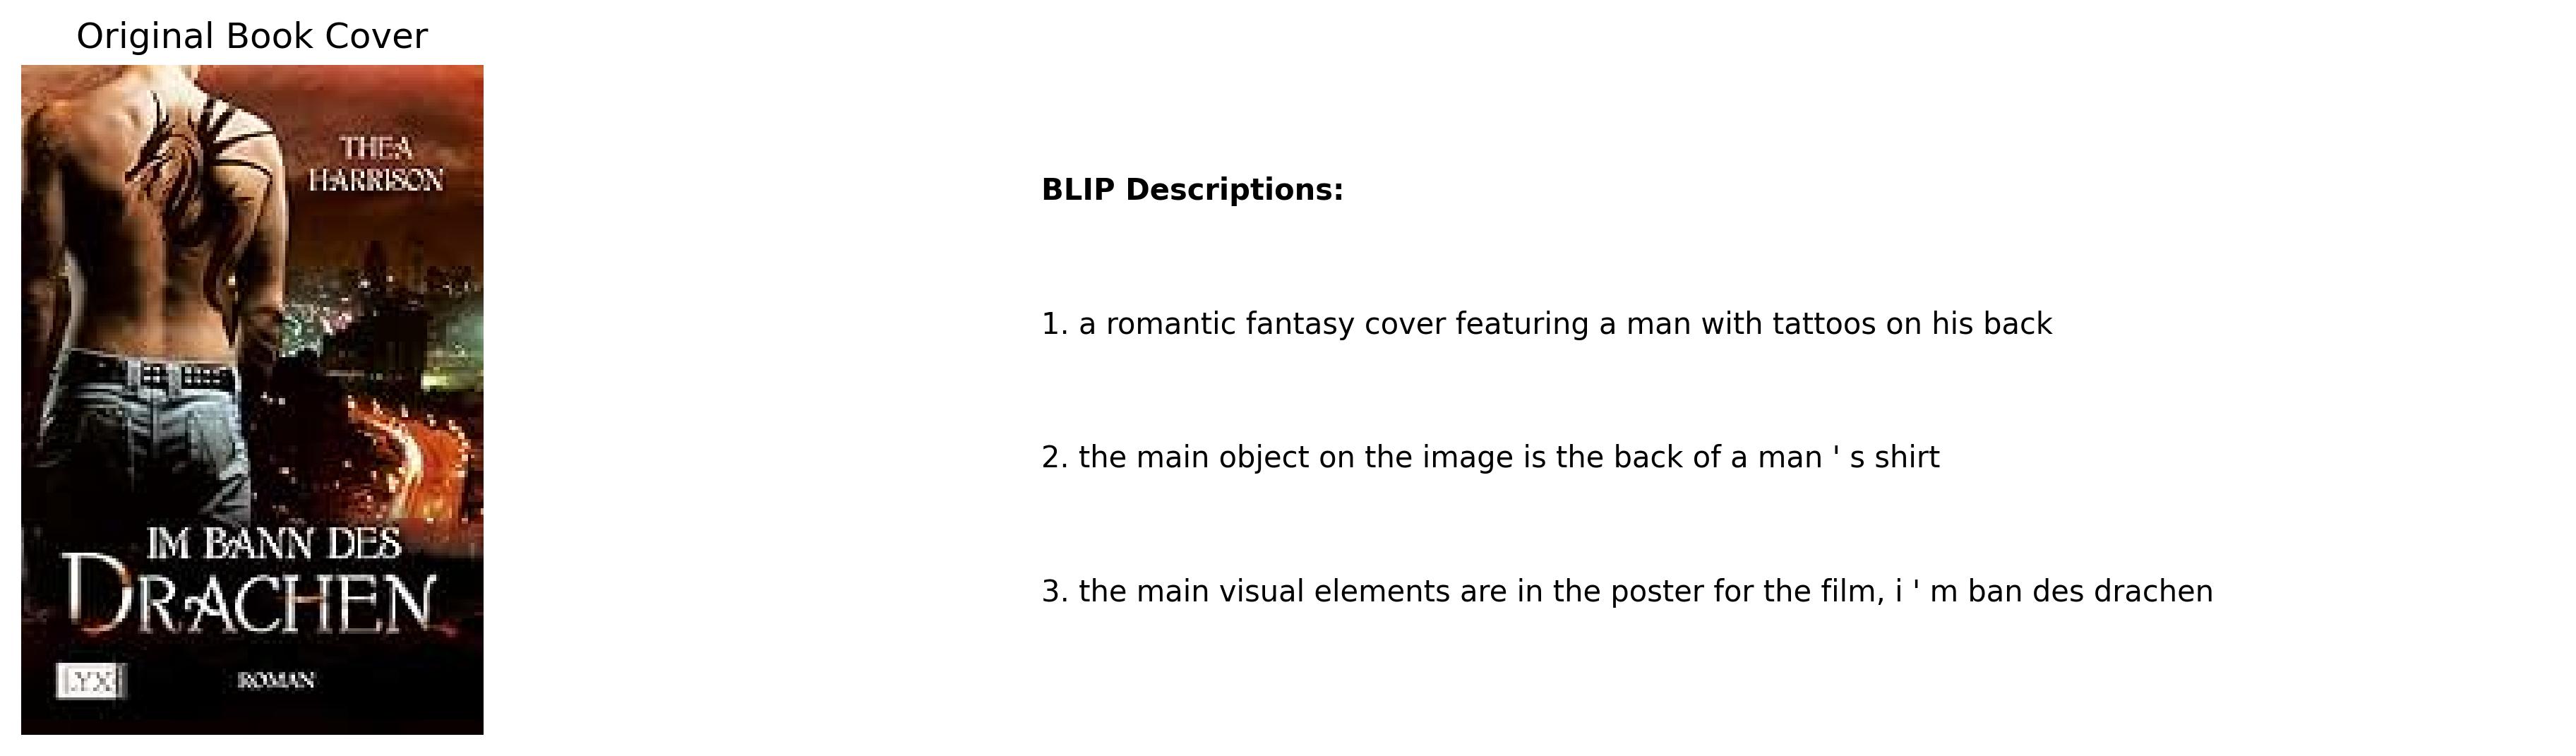 Original Book Cover
THEA
HARRISON
IM BANN DES
DRACHEN
LYX
ROMAN
BLIP Descriptions:
1. a romantic fantasy cover featuring a man with tattoos on his back
2. the main object on the image is the back of a man ' s shirt
3. the main visual elements are in the poster for the film, i ' m ban des drachen